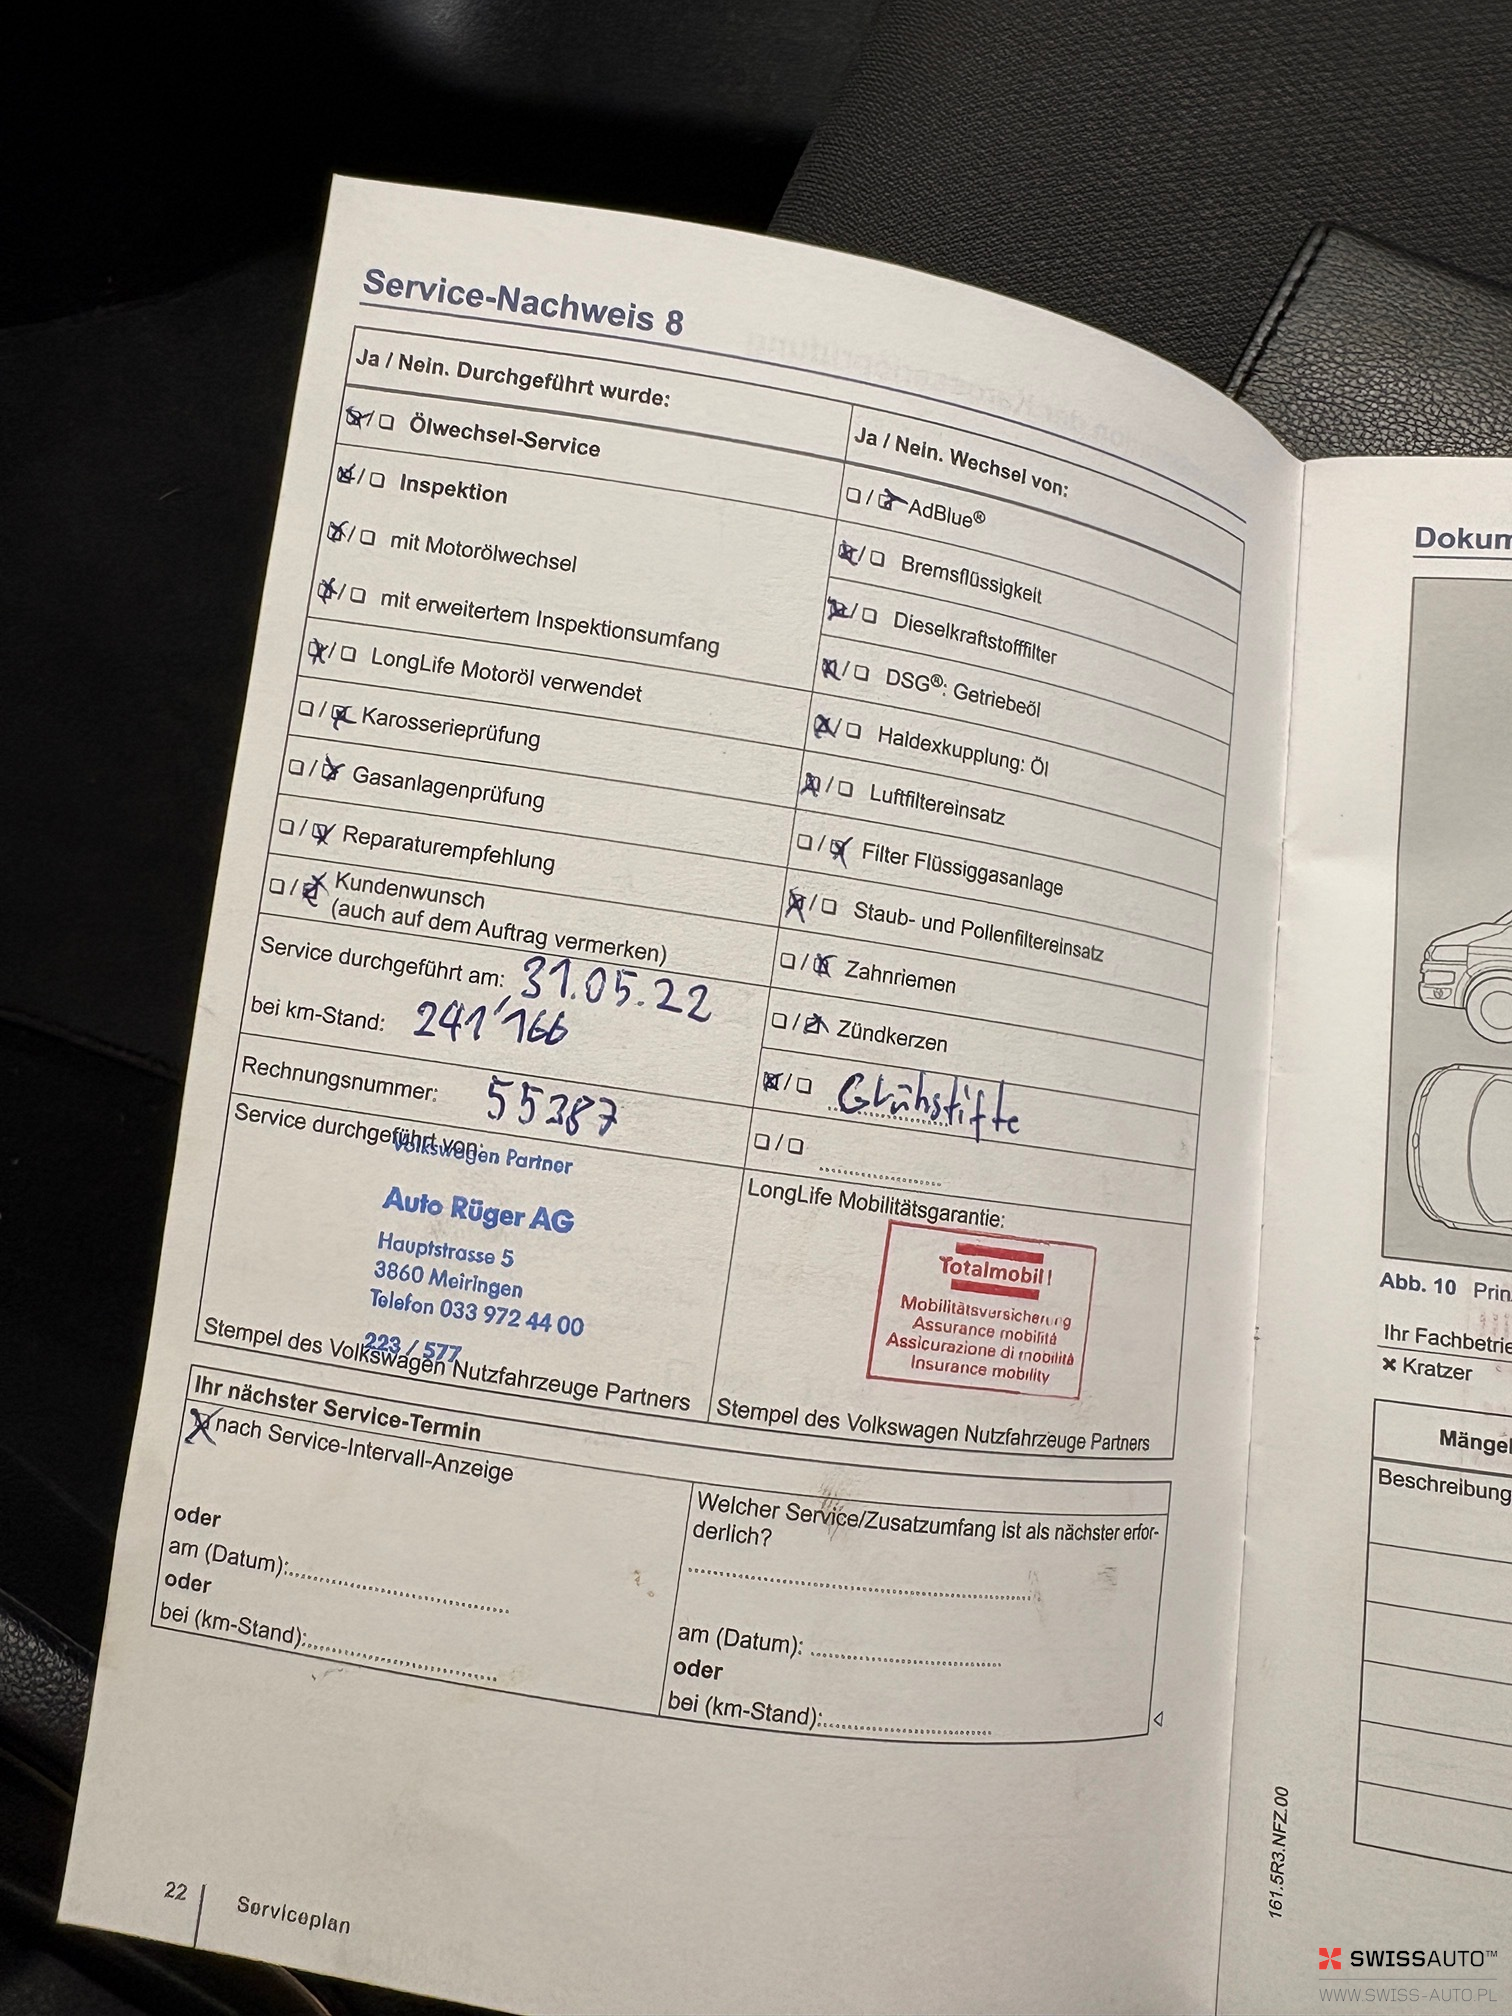 Service-Nachweis 8
Ja / Nein. Durchgeführt wurde:
Ölwechsel-Service
Inspektion
mit Motorölwechsel
mit erweitertem Inspektionsumfang
LongLife Motoröl verwendet
Karosserieprüfung
Gasanlagenprüfung
Reparaturempfehlung
Kundenwunsch
(auch auf dem Auftrag vermerken)
Service durchgeführt am: 31.05.22
bei km-Stand: 241'166
Rechnungsnummer: 55387
Service durchgeführt von:
Volkswagen Partner
Auto Rüger AG
Hauptstrasse 5
3860 Meiringen
Telefon 033 972 44 00
223 / 577
Stempel des Volkswagen Nutzfahrzeuge Partners
Ja / Nein. Wechsel von:
AdBlue®
Bremsflüssigkeit
Dieselkraftstofffilter
DSG®: Getriebeöl
Haldexkupplung: Öl
Luftfiltereinsatz
Filter Flüssiggasanlage
Staub- und Pollenfiltereinsatz
Zahnriemen
Zündkerzen
Glühstifte
LongLife Mobilitätsgarantie:
Totalmobil!
Mobilitätsversicherung
Assurance mobilité
Assicurazione di mobilità
Insurance mobility
Stempel des Volkswagen Nutzfahrzeuge Partners
Ihr nächster Service-Termin
nach Service-Intervall-Anzeige
oder
am (Datum):
oder
bei (km-Stand):
Welcher Service/Zusatzumfang ist als nächster erfor-
derlich?
am (Datum):
oder
bei (km-Stand):
22
Serviceplan
161.5R3.NFZ.00
Dokum
Abb. 10 Prin
Ihr Fachbetrie
Kratzer
Mängel
Beschreibung
SWISSAUTO™
WWW.SWISS-AUTO.PL